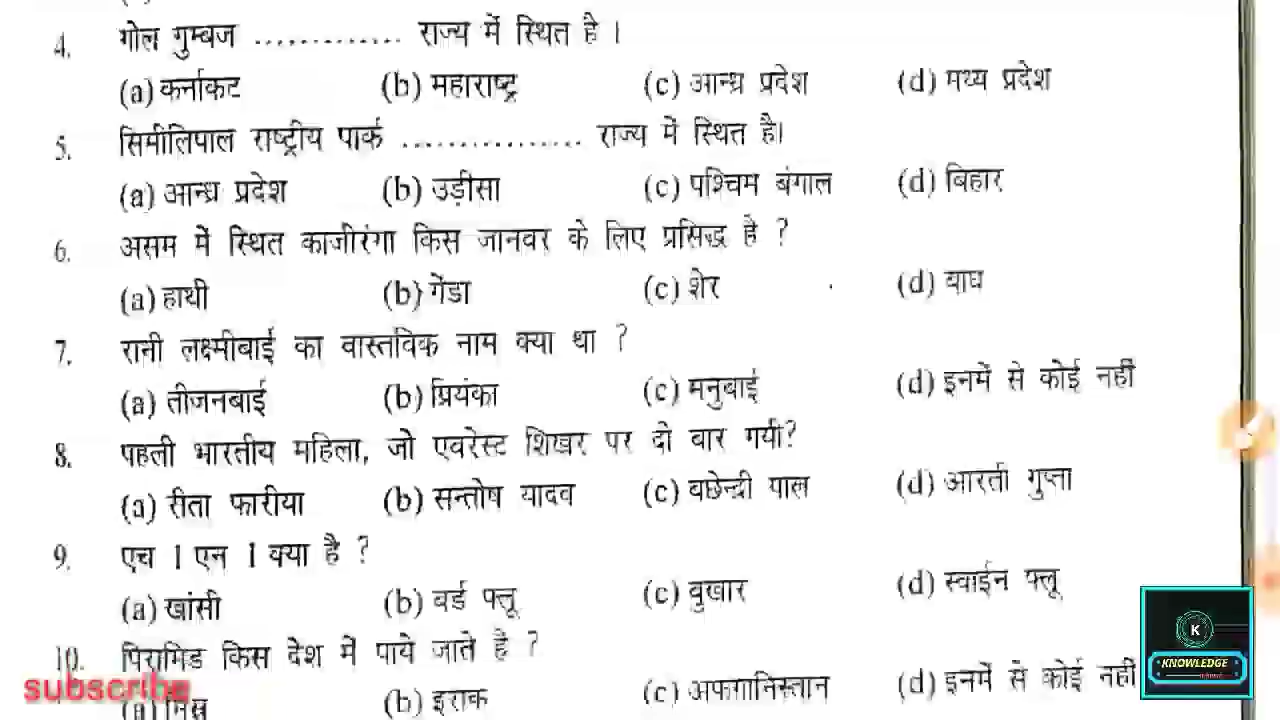 4. गोल गुम्बज ............. राज्य में स्थित है ।
(a) कर्नाकट (b) महाराष्ट्र (c) आन्ध्र प्रदेश (d) मध्य प्रदेश
5. सिमीलिपाल राष्ट्रीय पार्क ................ राज्य में स्थित है।
(a) आन्ध्र प्रदेश (b) उड़ीसा (c) पश्चिम बंगाल (d) बिहार
6. असम में स्थित काजीरंगा किस जानवर के लिए प्रसिद्ध है ?
(a) हाथी (b) गेंडा (c) शेर (d) बाघ
7. रानी लक्ष्मीबाई का वास्तविक नाम क्या था ?
(a) तीजनबाई (b) प्रियंका (c) मनुबाई (d) इनमें से कोई नहीं
8. पहली भारतीय महिला, जो एवरेस्ट शिखर पर दो बार गयी?
(a) रीता फारीया (b) सन्तोष यादव (c) बछेन्द्री पाल (d) आरती गुप्ता
9. एच 1 एन 1 क्या है ?
(a) खांसी (b) बर्ड फ्लू (c) बुखार (d) स्वाईन फ्लू
10. पिरामिड किस देश में पाये जाते है ?
(a) मिस्र (b) इराक (c) अफगानिस्तान (d) इनमें से कोई नहीं
subscribe
K
KNOWLEDGE